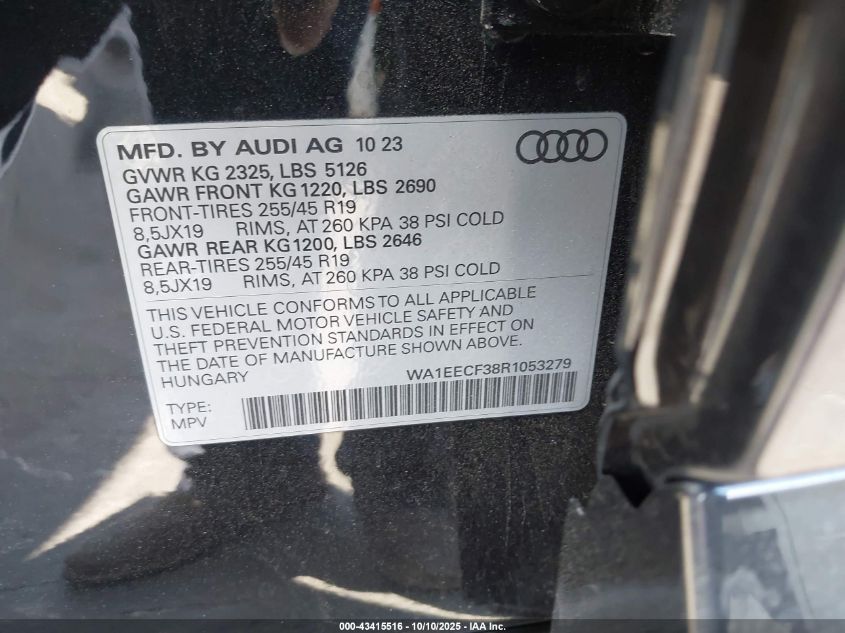 MFD. BY AUDI AG 10 23
GVWR KG 2325, LBS 5126
GAWR FRONT KG 1220, LBS 2690
FRONT-TIRES 255/45 R19
8,5JX19 RIMS, AT 260 KPA 38 PSI COLD
GAWR REAR KG 1200, LBS 2646
REAR-TIRES 255/45 R19
8,5JX19 RIMS, AT 260 KPA 38 PSI COLD
THIS VEHICLE CONFORMS TO ALL APPLICABLE
U.S. FEDERAL MOTOR VEHICLE SAFETY AND
THEFT PREVENTION STANDARDS IN EFFECT ON
THE DATE OF MANUFACTURE SHOWN ABOVE.
HUNGARY
WA1EECF38R1053279
TYPE:
MPV
000-43415516 - 10/10/2025 - IAA Inc.